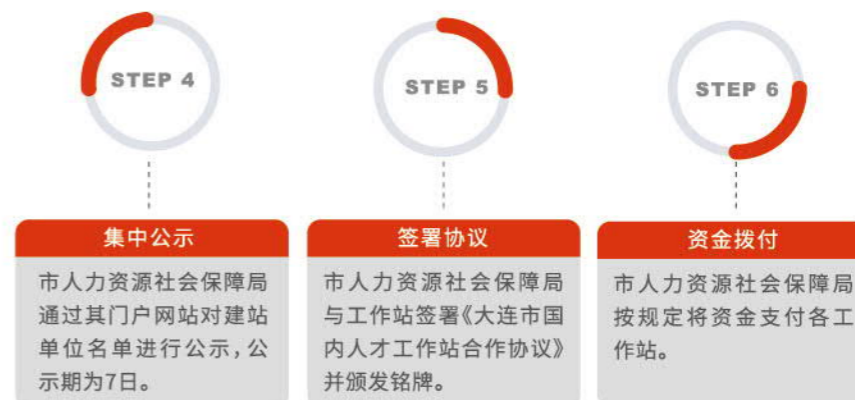 STEP 4
STEP 5
STEP 6
集中公示
市人力资源社会保障局
通过其门户网站对建站
单位名单进行公示,公
示期为7日。
签署协议
市人力资源社会保障局
与工作站签署《大连市国
内人才工作站合作协议》
并颁发铭牌。
资金拨付
市人力资源社会保障局
按规定将资金支付各工
作站。